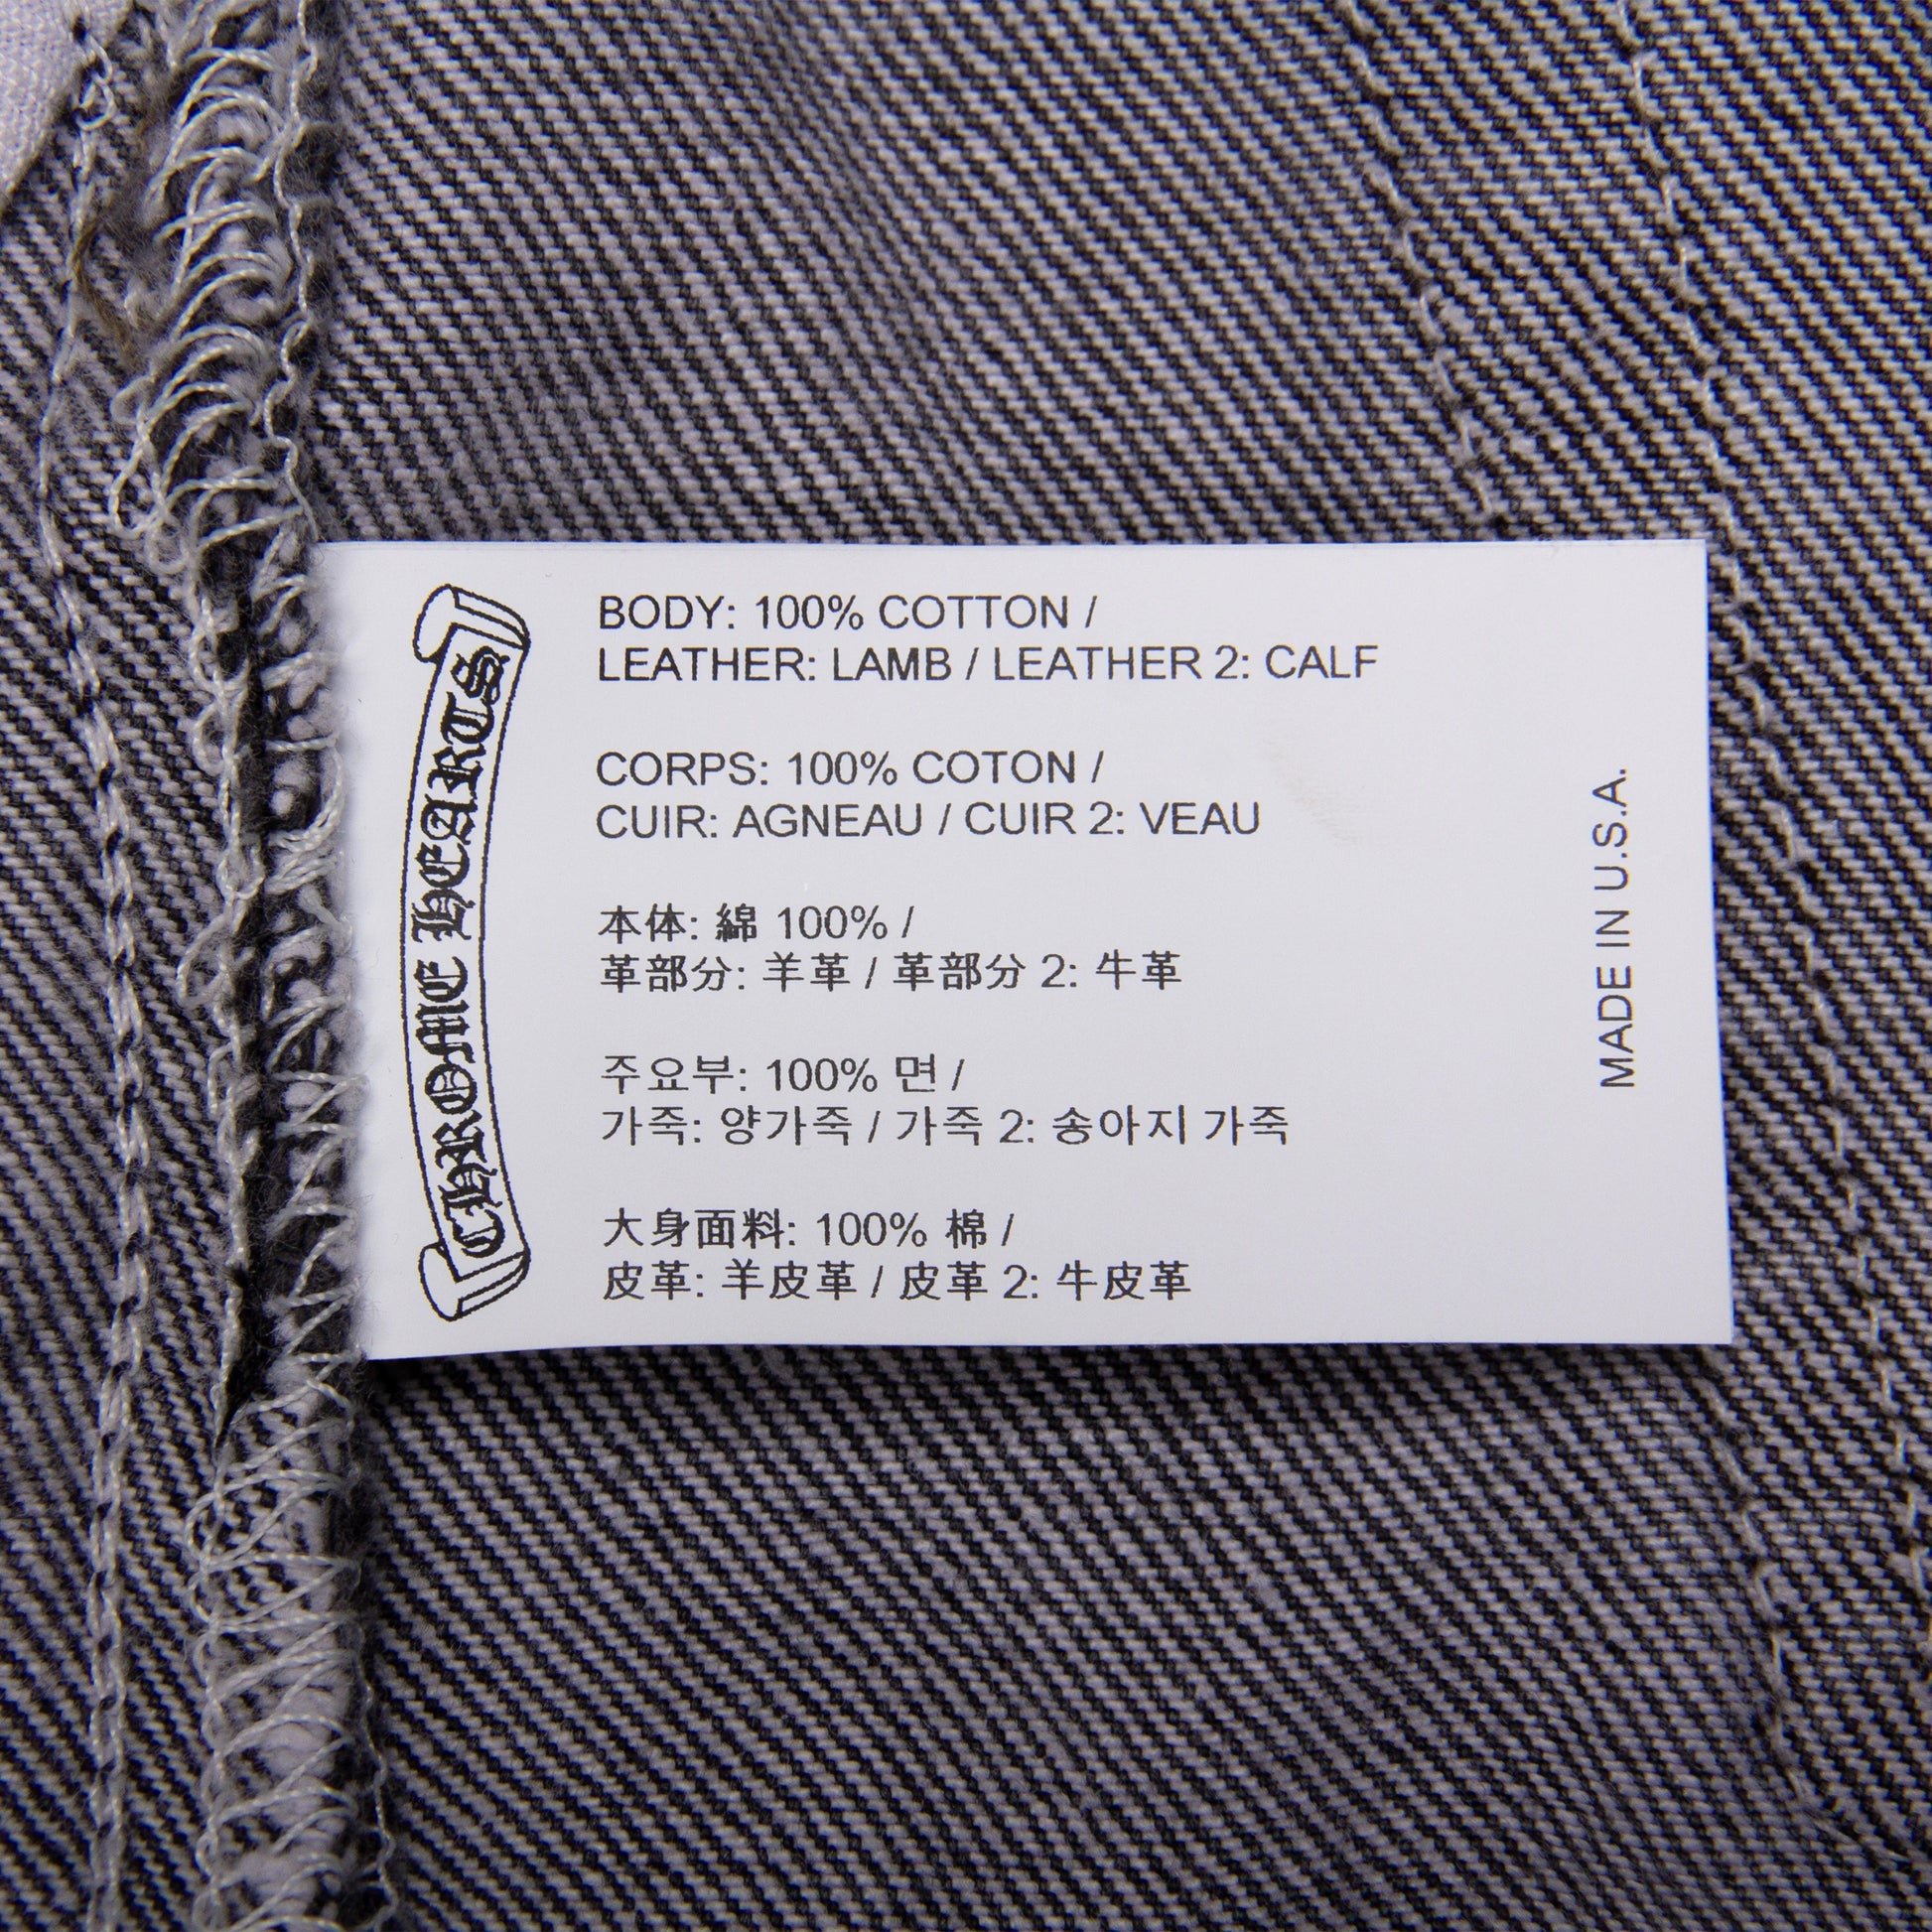 CHROME HEARTS
BODY: 100% COTTON /
LEATHER: LAMB / LEATHER 2: CALF
CORPS: 100% COTON /
CUIR: AGNEAU / CUIR 2: VEAU
本体: 綿 100% /
革部分: 羊革 / 革部分 2: 牛革
주요부: 100% 면 /
가죽: 양가죽 / 가죽 2: 송아지 가죽
大身面料: 100% 棉 /
皮革: 羊皮革 / 皮革 2: 牛皮革
MADE IN U.S.A.